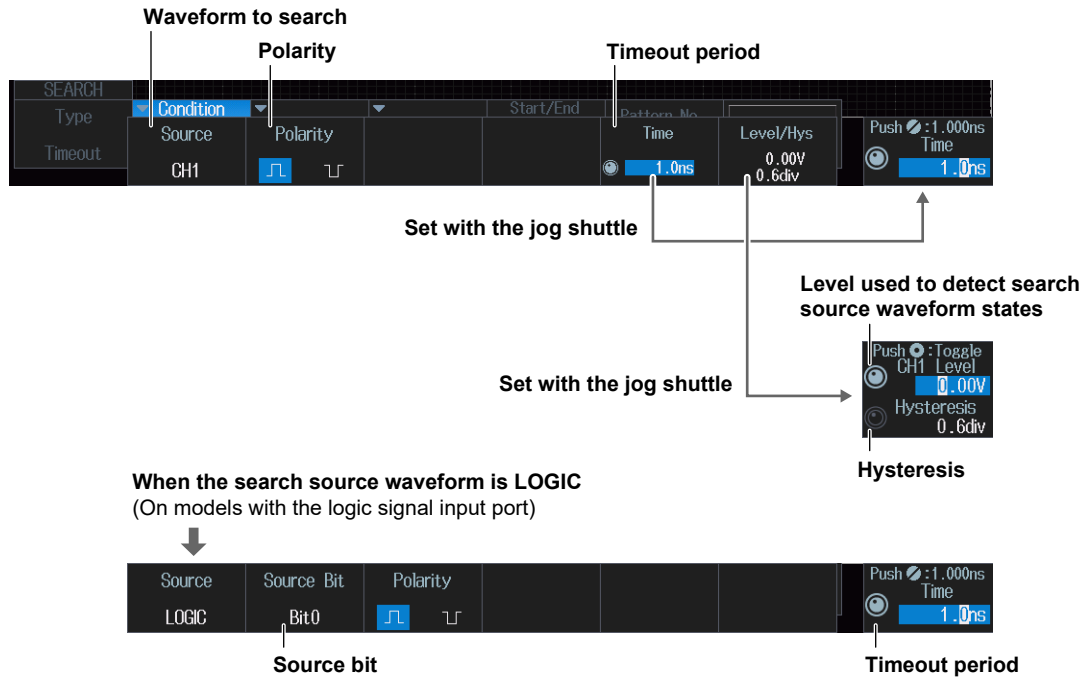 Waveform to search
Polarity
Timeout period
SEARCH
Type
Timeout
Condition
Start/End
Pattern No.
Source
CH1
Polarity
Time
1.0ns
Level/Hys
0.00V
0.6div
Push :1.000ns
Time
1.0ns
Set with the jog shuttle
Level used to detect search
source waveform states
Push :Toggle
CH1 Level
0.00V
Hysteresis
0.6div
Set with the jog shuttle
Hysteresis
When the search source waveform is LOGIC
(On models with the logic signal input port)
Source
LOGIC
Source Bit
Bit0
Polarity
Push :1.000ns
Time
1.0ns
Source bit
Timeout period